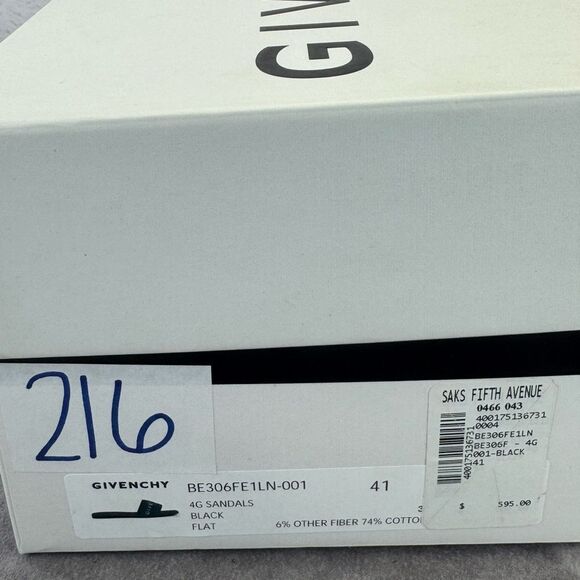 GIV
216
GIVENCHY BE306FE1LN-001 41
4G SANDALS
BLACK
FLAT 6% OTHER FIBER 74% COTTO
SAKS FIFTH AVENUE
0466 043
400175136731
0004
BE306FE1LN
BE306F - 4G
001-BLACK
41
400175136731
$ 595.00